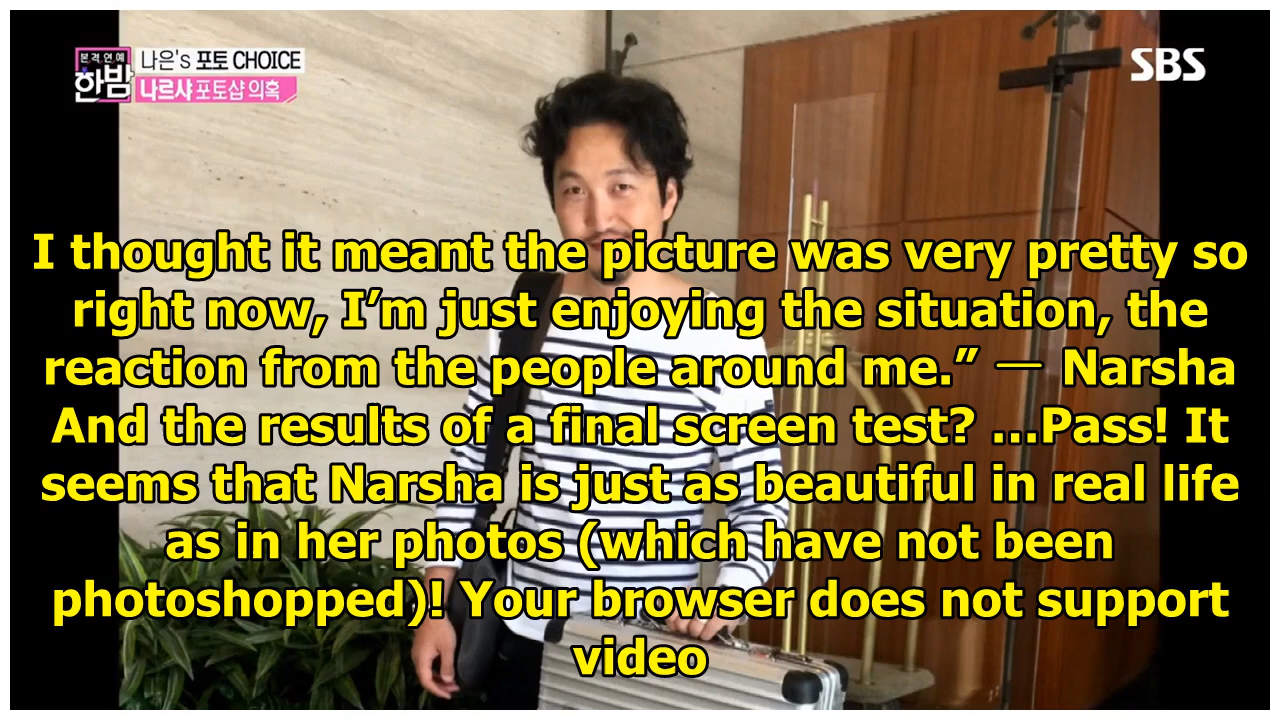 본격연예
한밤
나은's 포토 CHOICE
나르샤 포토샵 의혹
SBS
I thought it meant the picture was very pretty so
right now, I’m just enjoying the situation, the
reaction from the people around me.” — Narsha
And the results of a final screen test? ...Pass! It
seems that Narsha is just as beautiful in real life
as in her photos (which have not been
photoshopped)! Your browser does not support
video